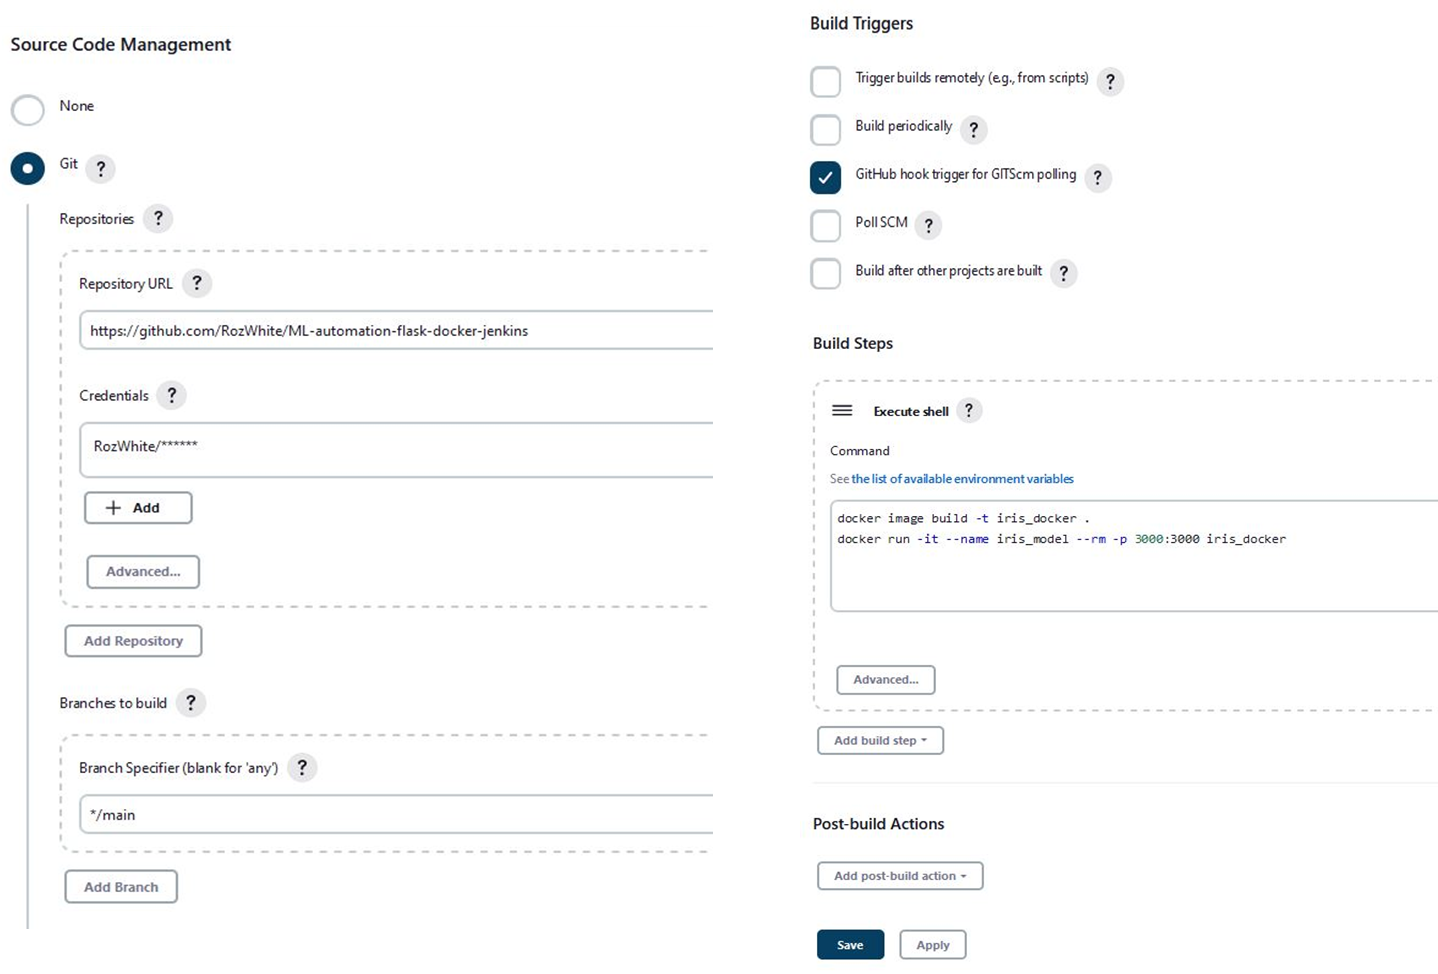 Source Code Management
None
Git ?
Repositories ?
Repository URL ?
https://github.com/RozWhite/ML-automation-flask-docker-jenkins
Credentials ?
RozWhite/******
+ Add
Advanced...
Add Repository
Branches to build ?
Branch Specifier (blank for 'any') ?
*/main
Add Branch
Build Triggers
Trigger builds remotely (e.g., from scripts) ?
Build periodically ?
GitHub hook trigger for GITScm polling ?
Poll SCM ?
Build after other projects are built ?
Build Steps
Execute shell ?
Command
See the list of available environment variables
docker image build -t iris_docker .
docker run -it --name iris_model --rm -p 3000:3000 iris_docker
Advanced...
Add build step
Post-build Actions
Add post-build action
Save Apply